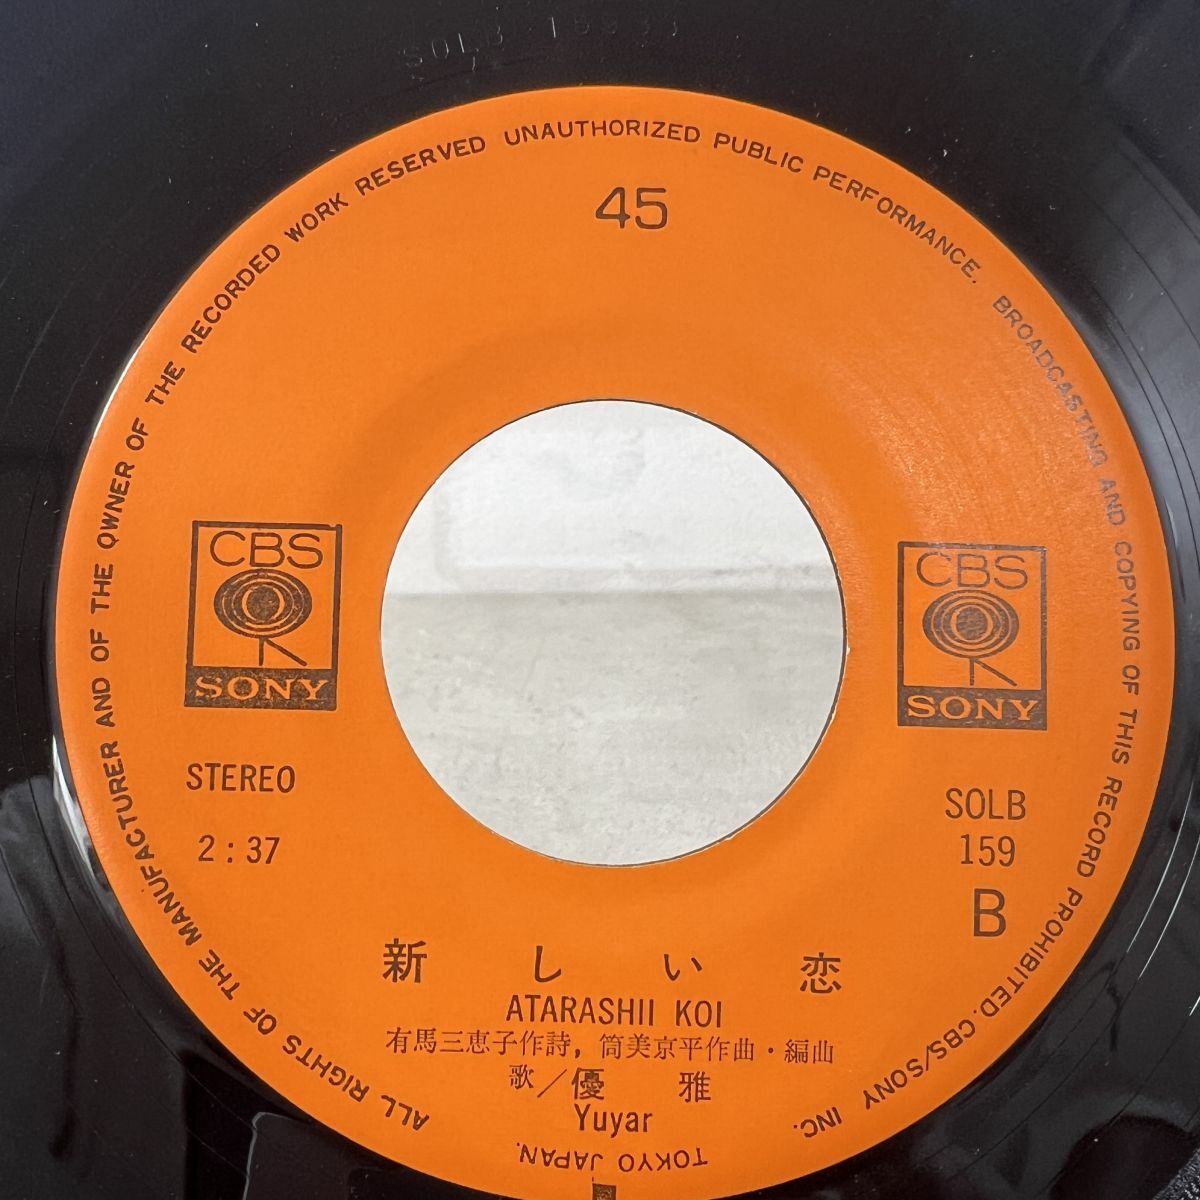 ALL RIGHTS OF THE MANUFACTURER AND OF THE OWNER OF THE RECORDED WORK RESERVED UNAUTHORIZED PUBLIC PERFORMANCE. BROADCASTING AND COPYING OF THIS RECORD PROHIBITED. CBS/SONY INC.
TOKYO JAPAN.
45
CBS
SONY
CBS
SONY
STEREO
2:37
SOLB
159
B
新しい恋
ATARASHII KOI
有馬三恵子作詩, 筒美京平作曲・編曲
歌/優雅
Yuyar